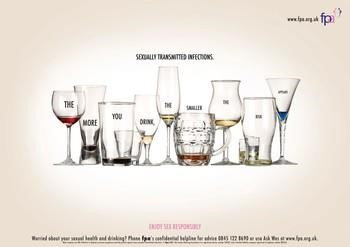 www.fpa.org.uk fpa
SEXUALLY TRANSMITTED INFECTIONS.
THE MORE YOU DRINK, THE SMALLER THE RISK APPEARS
ENJOY SEX RESPONSIBLY
Worried about your sexual health and drinking? Phone fpa's confidential helpline for advice 0845 122 8690 or use Ask Wes at www.fpa.org.uk.